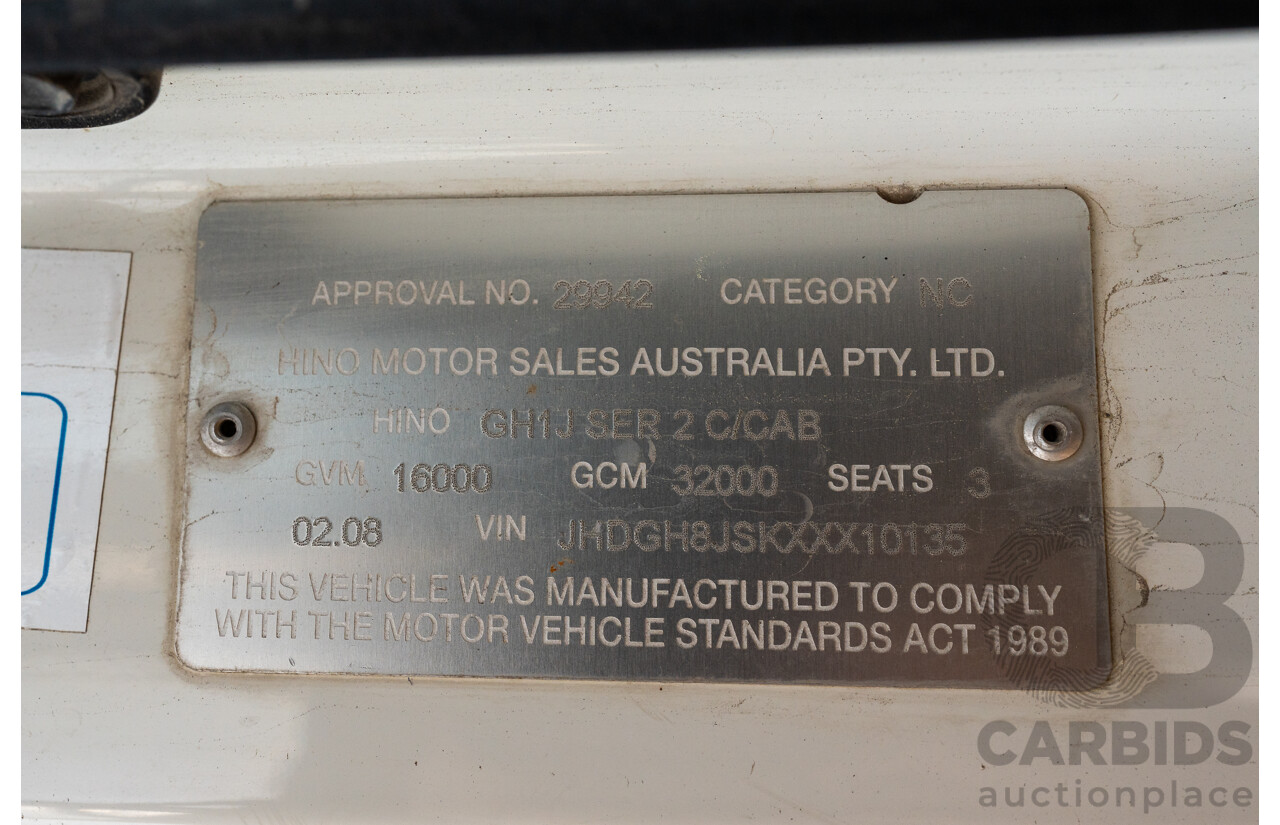 APPROVAL NO. 29942 CATEGORY NC
HINO MOTOR SALES AUSTRALIA PTY. LTD.
HINO GH1J SER 2 C/CAB
GVM 16000 GCM 32000 SEATS 3
02.08 VIN JHDGH8JSKXXX10135
THIS VEHICLE WAS MANUFACTURED TO COMPLY
WITH THE MOTOR VEHICLE STANDARDS ACT 1989
CB
CARBIDS
auctionplace